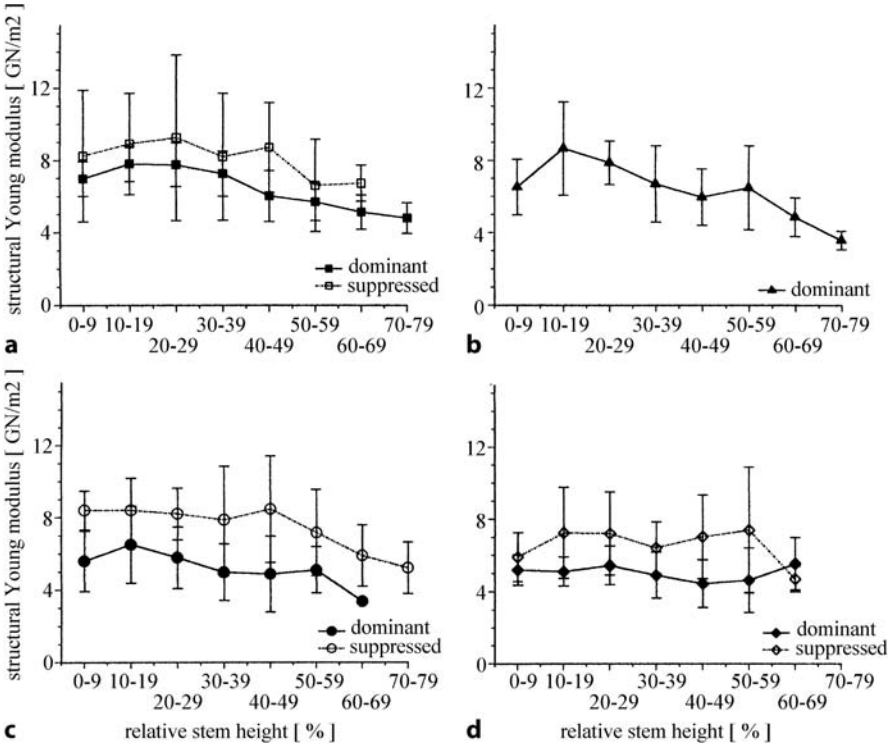 structural Young modulus [ GN/m2 ]
12
8
4
0
dominant
suppressed
0-9 10-19 30-39 50-59 70-79
20-29 40-49 60-69
a
12
8
4
0
dominant
0-9 10-19 30-39 50-59 70-79
20-29 40-49 60-69
b
structural Young modulus [ GN/m2 ]
12
8
4
0
dominant
suppressed
0-9 10-19 30-39 50-59 70-79
20-29 40-49 60-69
c relative stem height [ % ]
12
8
4
0
dominant
suppressed
0-9 10-19 30-39 50-59 70-79
20-29 40-49 60-69
d relative stem height [ % ]